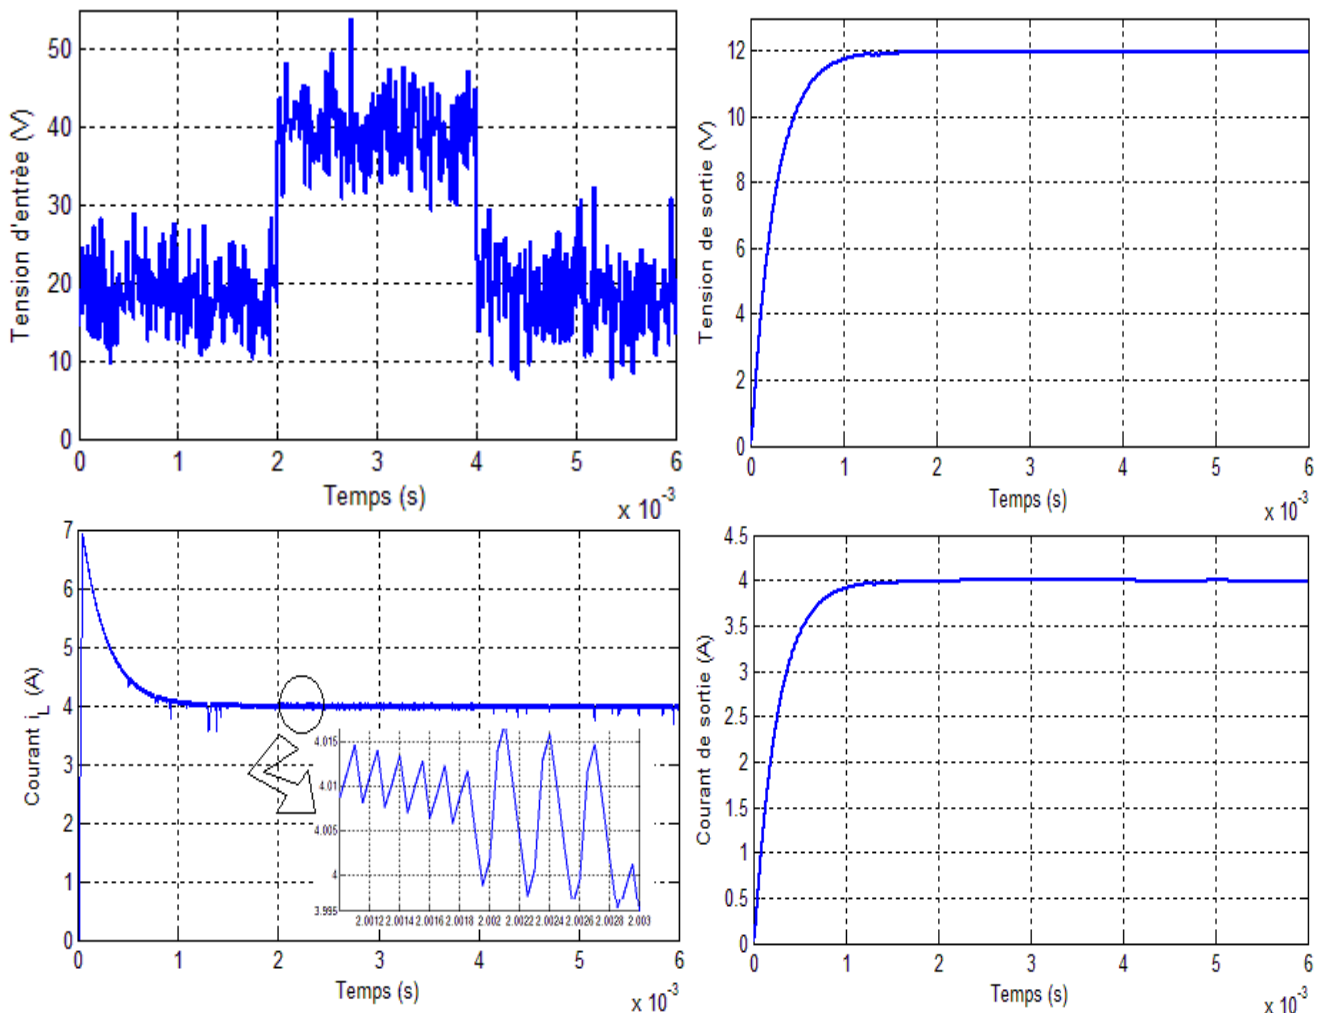 Tension d'entrèe (V)
50
40
30
20
10
0
0 1 2 3 4 5 6
Temps (s)
x 10-3
Tension de sortie (V)
12
10
8
6
4
2
0
0 1 2 3 4 5 6
Temps (s)
x 10-3
Courant iL (A)
7
6
5
4
3
2
1
0
4.015
4.01
4.005
4
3.995
2.0012 2.0014 2.0016 2.0018 2.002 2.0022 2.0024 2.0026 2.0028 2.003
0 1 2 3 4 5 6
Temps (s)
x 10-3
Courant de sortie (A)
4.5
4
3.5
3
2.5
2
1.5
1
0.5
0
0 1 2 3 4 5 6
Temps (s)
x 10-3